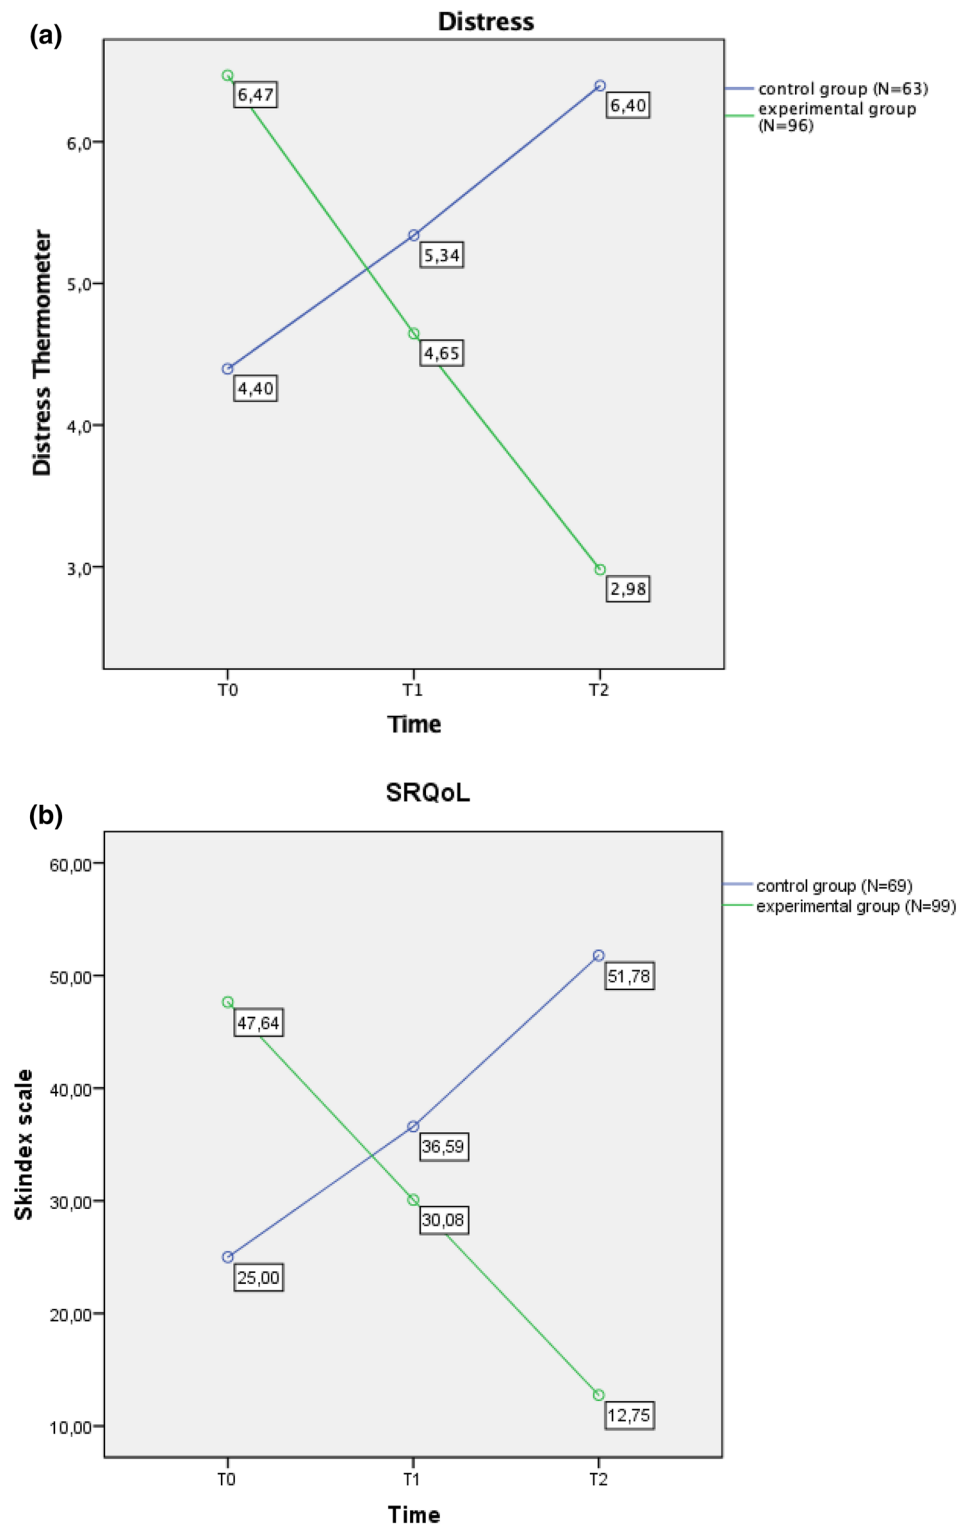 (a)
Distress
control group (N=63)
experimental group
(N=96)
Distress Thermometer
6,0
5,0
4,0
3,0
6,47
6,40
5,34
4,65
4,40
2,98
T0 T1 T2
Time
(b)
SRQoL
control group (N=69)
experimental group (N=99)
Skindex scale
60,00
50,00
40,00
30,00
20,00
10,00
51,78
47,64
36,59
30,08
25,00
12,75
T0 T1 T2
Time